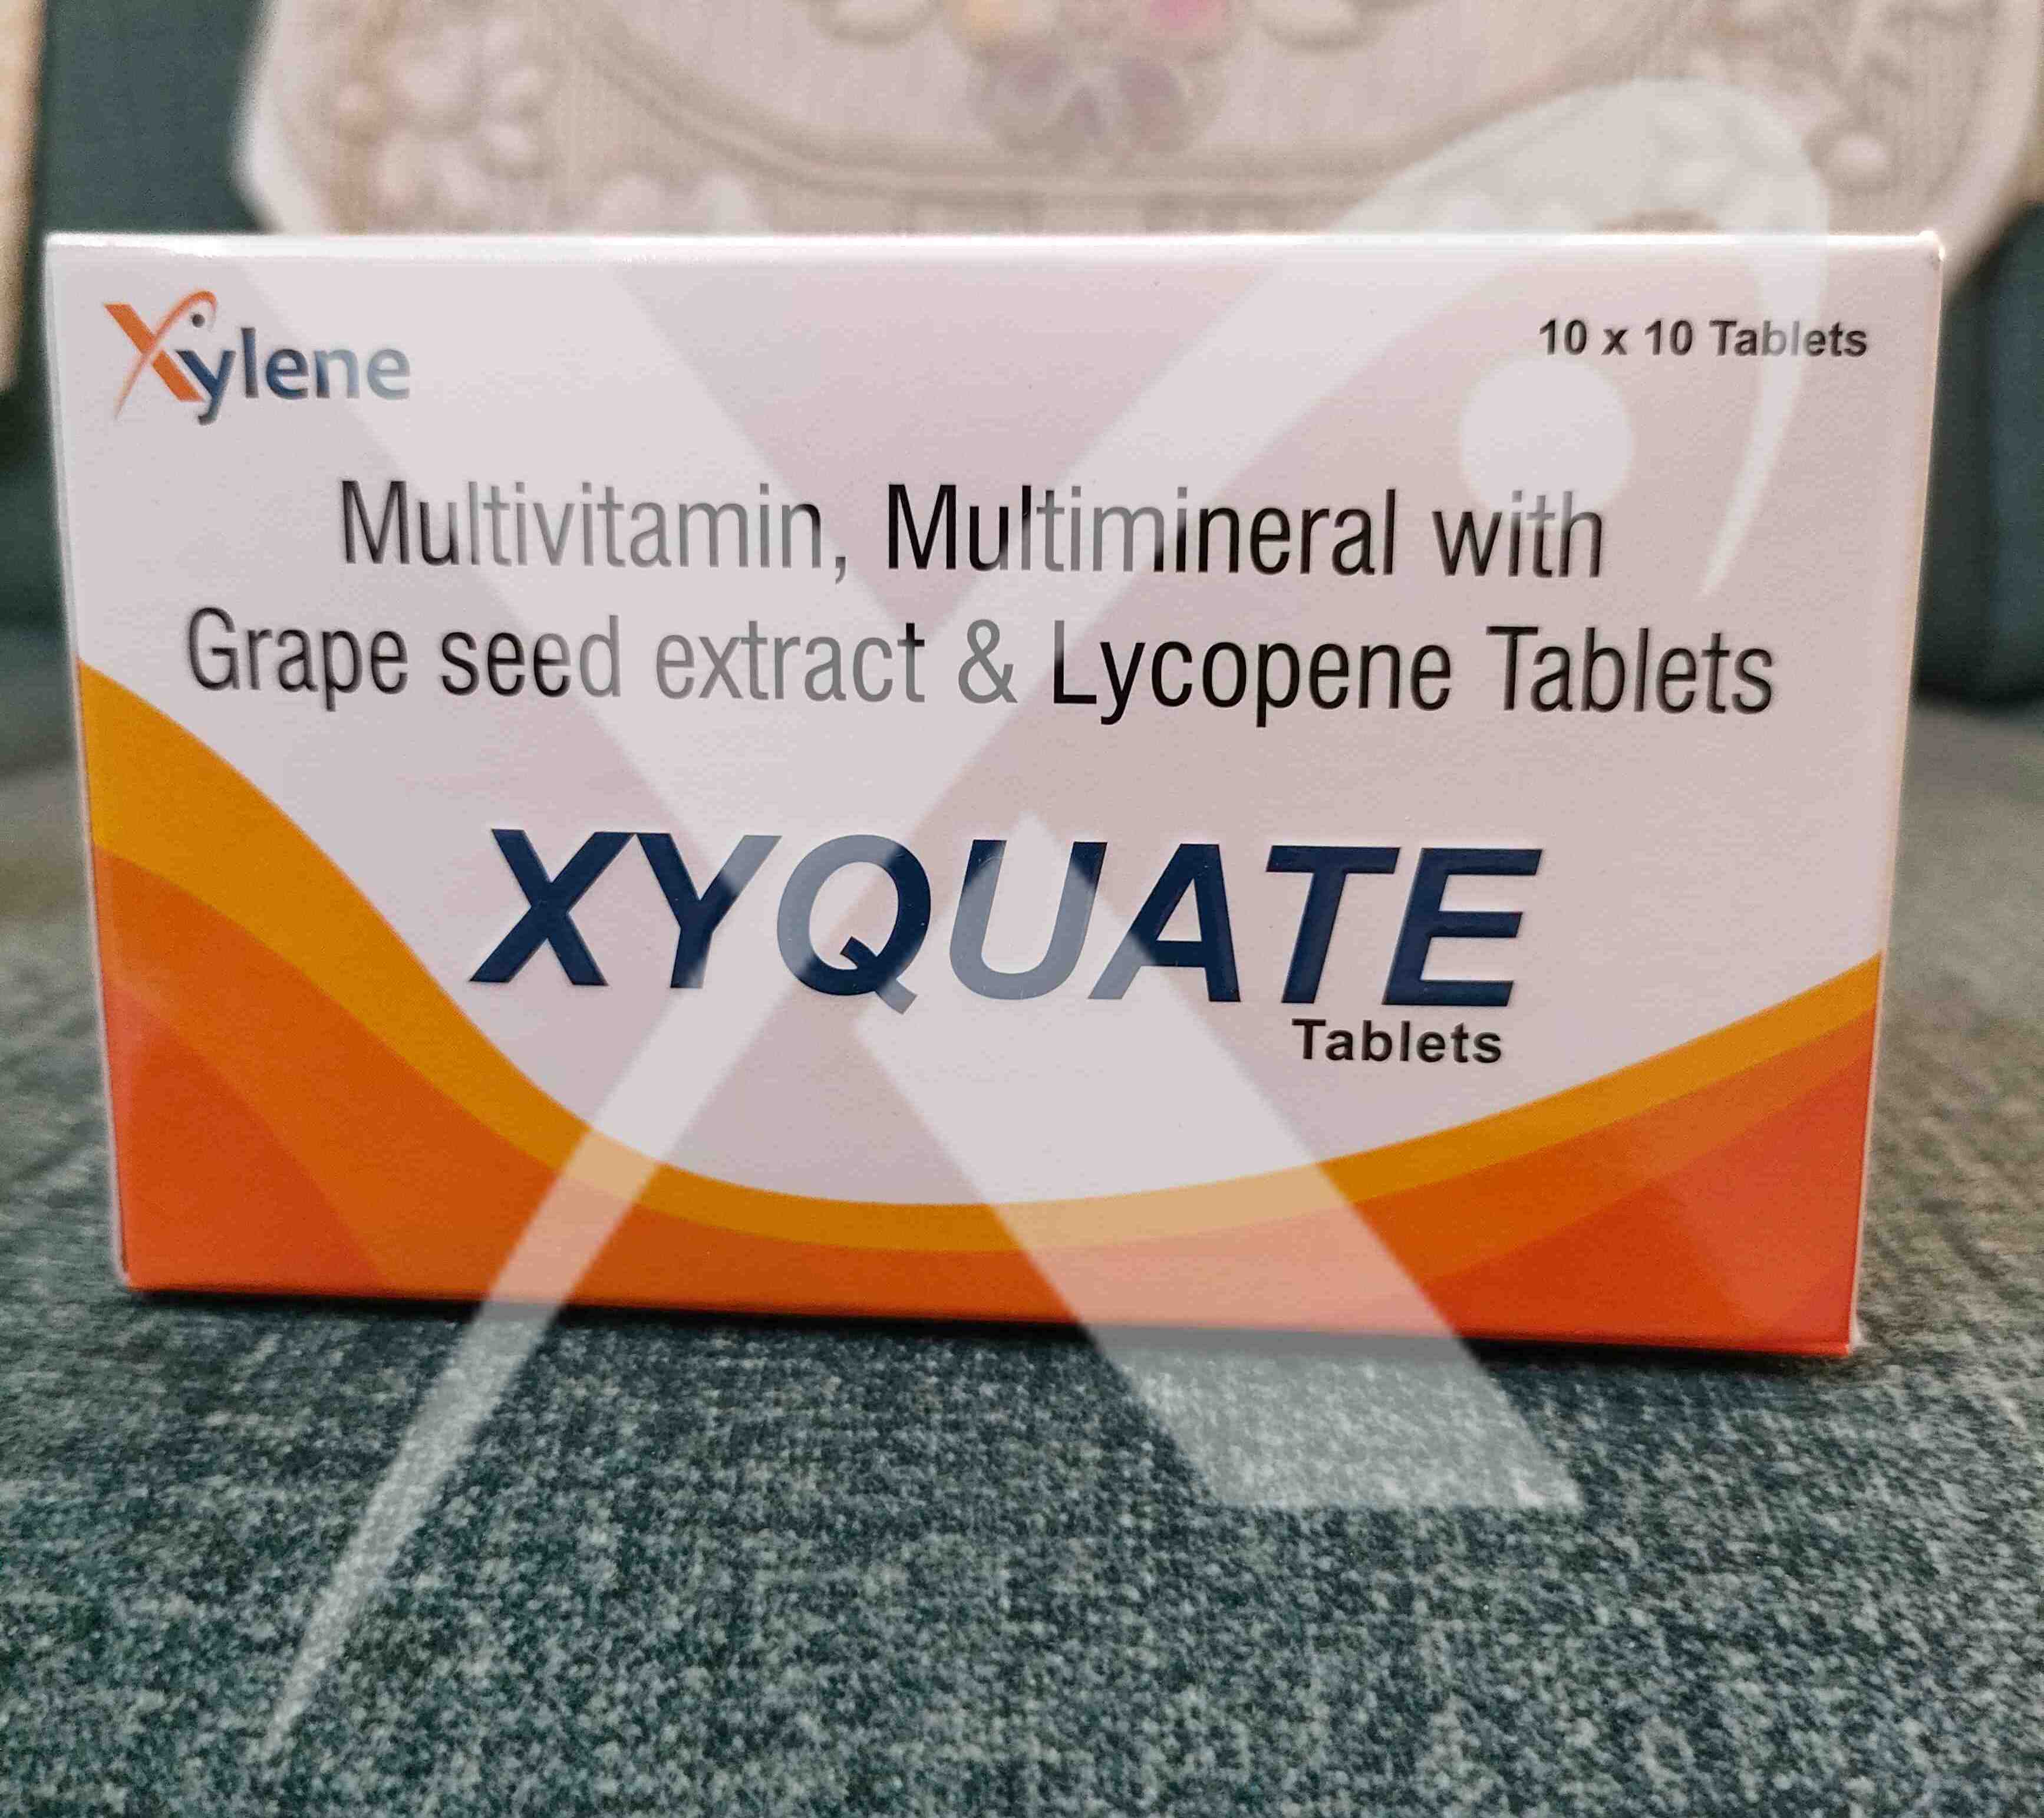 Xylene
10 x 10 Tablets
Multivitamin, Multimineral with
Grape seed extract & Lycopene Tablets
XYQUATE
Tablets